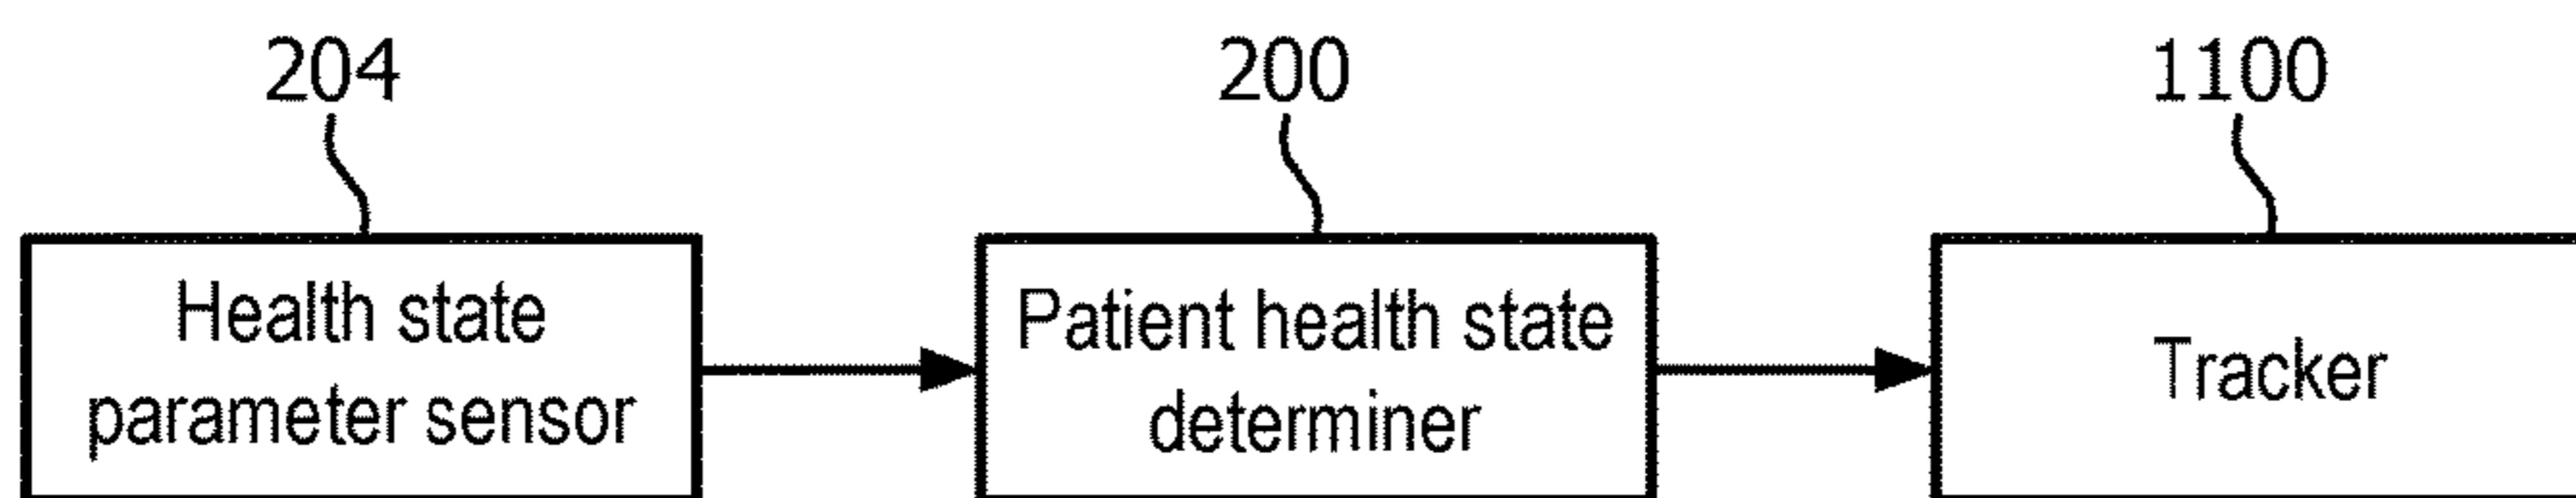 204
200
1100
Health state
parameter sensor
Patient health state
determiner
Tracker